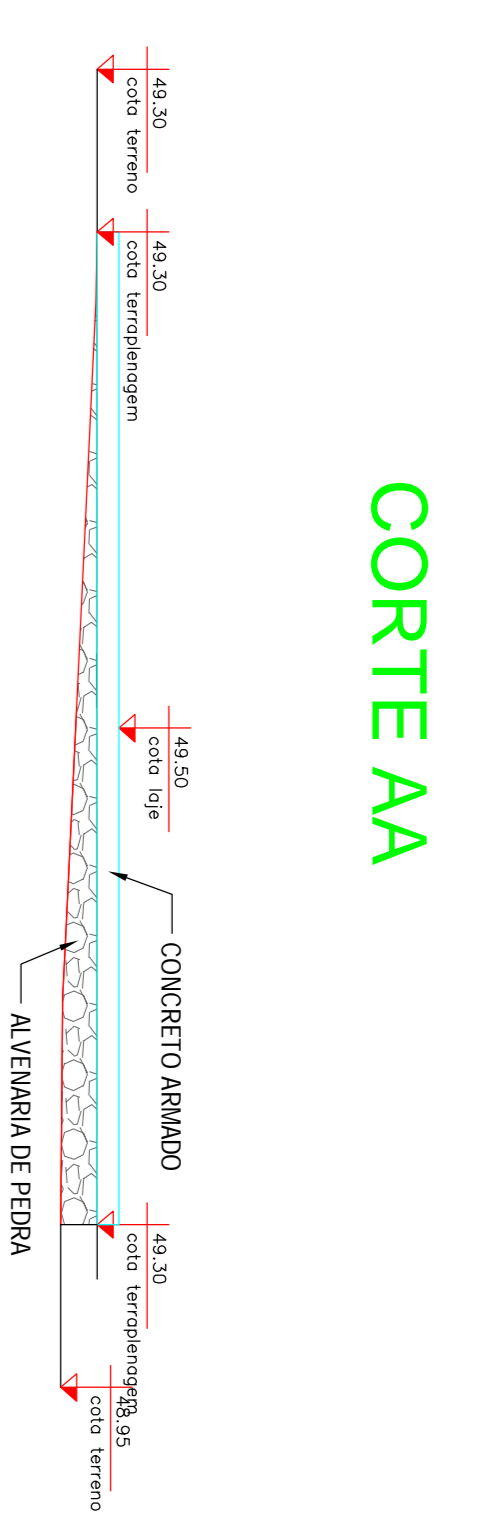 CORTE AA
49.30
cota terreno
49.30
cota terraplenagem
49.50
cota laje
CONCRETO ARMADO
ALVENARIA DE PEDRA
49.30
cota terraplenagem
48.95
cota terreno